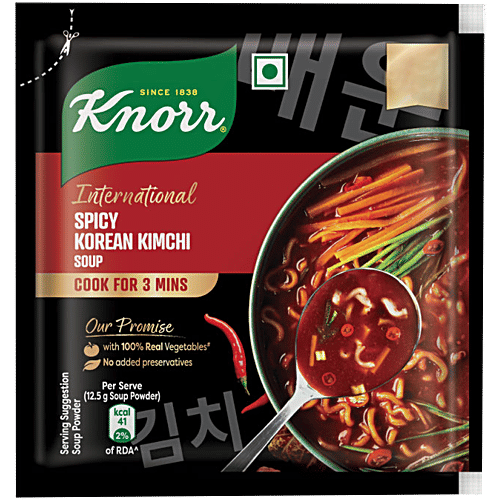 매운
SINCE 1838
Knorr®
International
SPICY
KOREAN KIMCHI
SOUP
COOK FOR 3 MINS
Our Promise
with 100% Real Vegetables#
No added preservatives
Per Serve
(12.5 g Soup Powder)
kcal
41
2%
of RDA^
Serving Suggestion
Soup Powder
김치